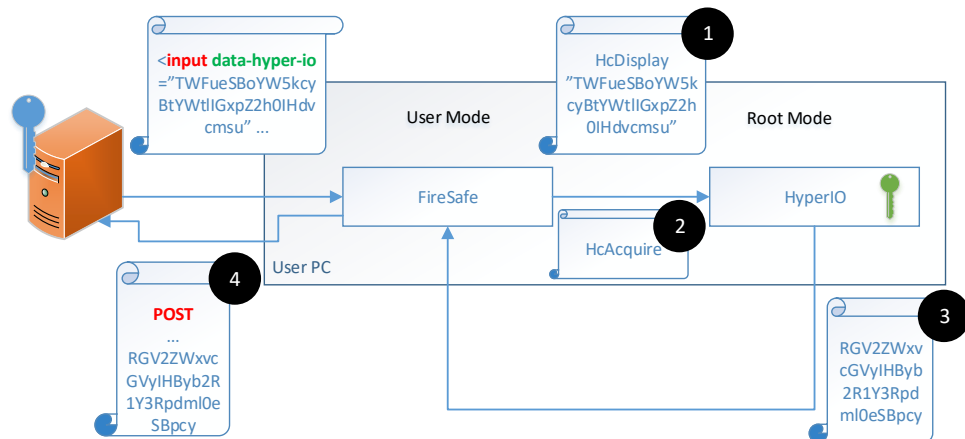 <input data-hyper-io
="TWFueSBoYW5kcy
BtYWtlIGxpZ2h0IHdv
cmsu" ...
1
HcDisplay
"TWFueSBoYW5k
cyBtYWtlIGxpZ2h
0IHdvcmsu"
User Mode
Root Mode
FireSafe
HyperIO
2
HcAcquire
User PC
4
POST
...
RGV2ZWxvc
GVyIHByb2R
1Y3Rpdml0e
SBpcy
3
RGV2ZWxv
cGVyIHByb
2R1Y3Rpd
ml0eSBpcy